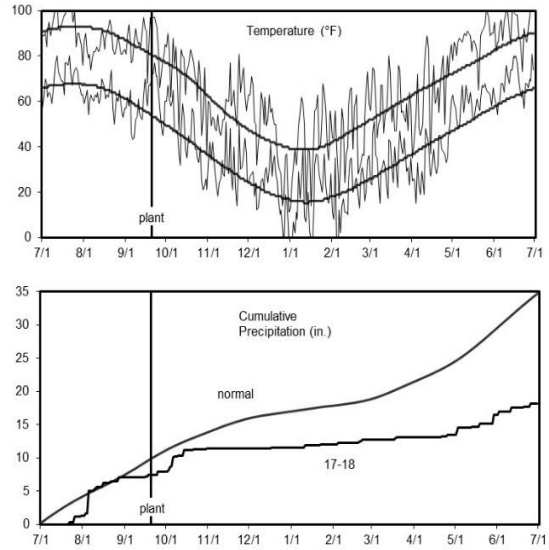 100
Temperature (°F)
80
60
40
20
plant
0
7/1 8/1 9/1 10/1 11/1 12/1 1/1 2/1 3/1 4/1 5/1 6/1 7/1
35
Cumulative
Precipitation (in.)
30
25
normal
20
15
17-18
10
5
plant
0
7/1 8/1 9/1 10/1 11/1 12/1 1/1 2/1 3/1 4/1 5/1 6/1 7/1